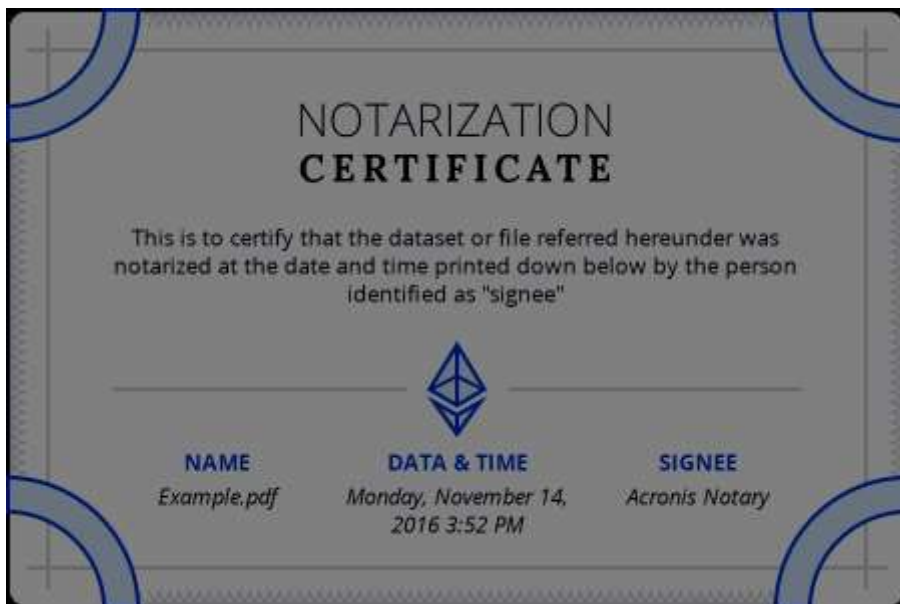 NOTARIZATION
CERTIFICATE
This is to certify that the dataset or file referred hereunder was
notarized at the date and time printed down below by the person
identified as "signee"
NAME
Example.pdf
DATA & TIME
Monday, November 14,
2016 3:52 PM
SIGNEE
Acronis Notary